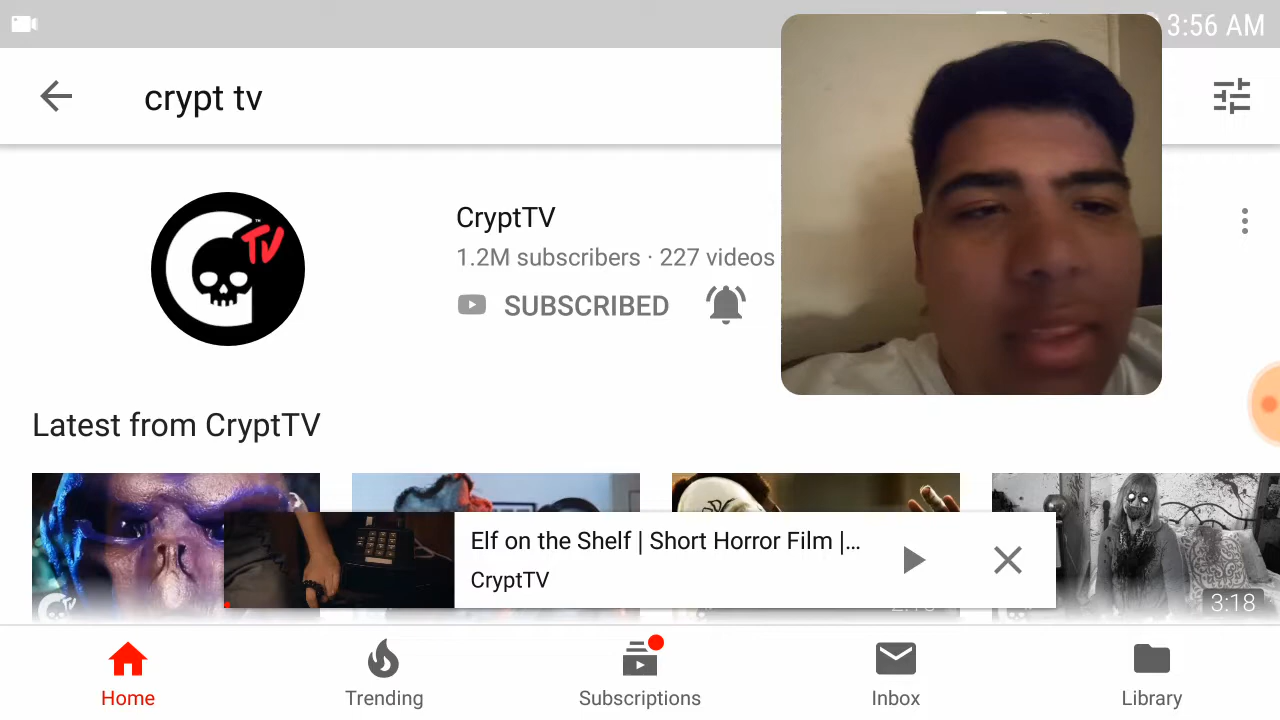 3:56 AM
crypt tv
TV
CryptTV
1.2M subscribers · 227 videos
SUBSCRIBED
Latest from CryptTV
Elf on the Shelf | Short Horror Film |...
CryptTV
3:18
Home
Trending
Subscriptions
Inbox
Library